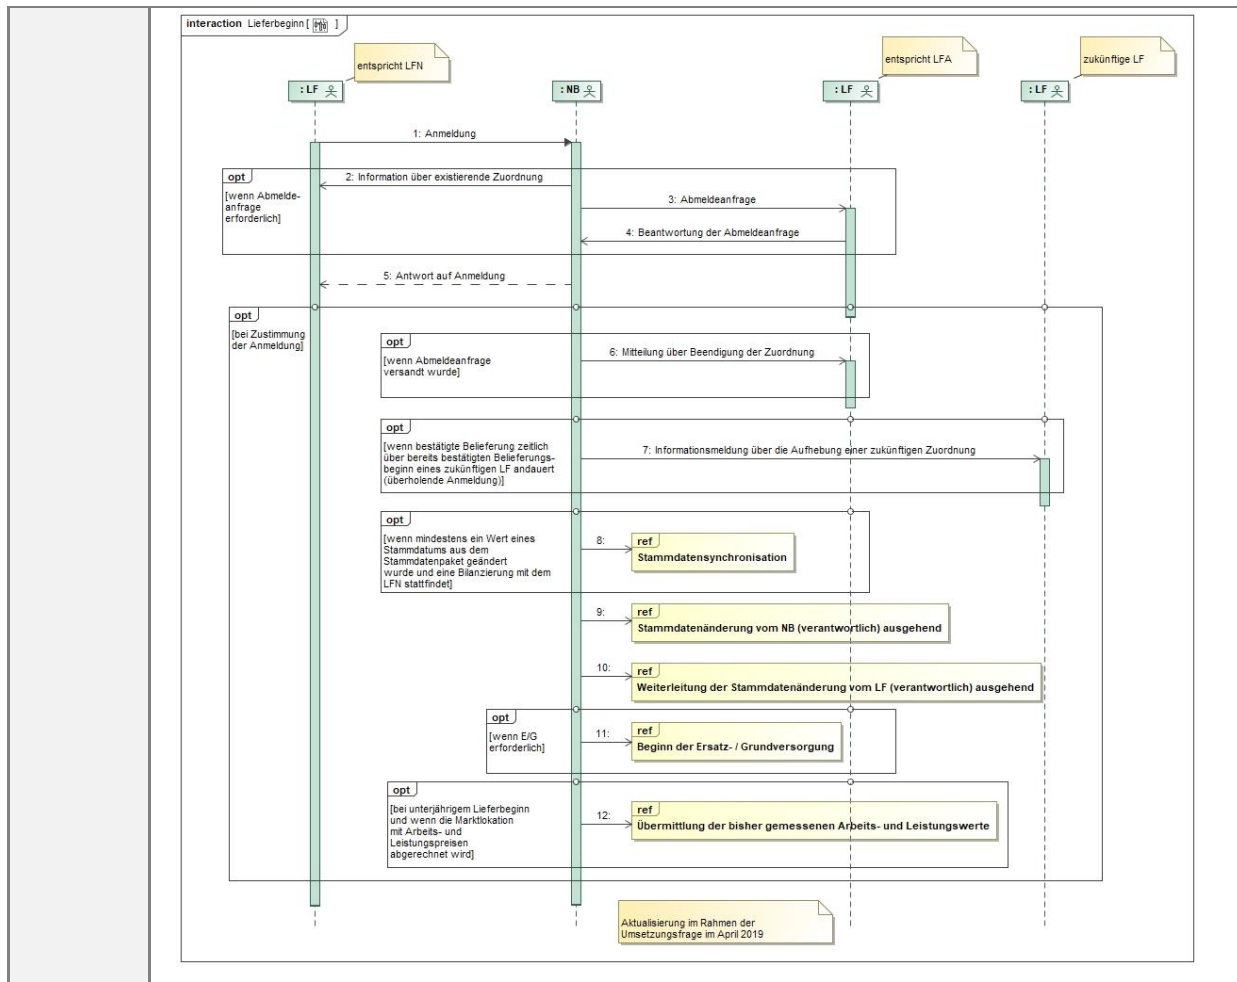 interaction Lieferbeginn [ ]
entspricht LFN
entspricht LFA
zukünftige LF
: LF
: NB
: LF
: LF
1: Anmeldung
opt
[wenn Abmelde-
anfrage
erforderlich]
2: Information über existierende Zuordnung
3: Abmeldeanfrage
4: Beantwortung der Abmeldeanfrage
5: Antwort auf Anmeldung
opt
[bei Zustimmung
der Anmeldung]
opt
[wenn Abmeldeanfrage
versandt wurde]
6: Mitteilung über Beendigung der Zuordnung
opt
[wenn bestätigte Belieferung zeitlich
über bereits bestätigten Belieferungs-
beginn eines zukünftigen LF andauert
(überholende Anmeldung)]
7: Informationsmeldung über die Aufhebung einer zukünftigen Zuordnung
opt
[wenn mindestens ein Wert eines
Stammdatums aus dem
Stammdatenpaket geändert
wurde und eine Bilanzierung mit dem
LFN stattfindet]
8:
ref
Stammdatensynchronisation
9:
ref
Stammdatenänderung vom NB (verantwortlich) ausgehend
10:
ref
Weiterleitung der Stammdatenänderung vom LF (verantwortlich) ausgehend
opt
[wenn E/G
erforderlich]
11:
ref
Beginn der Ersatz- / Grundversorgung
opt
[bei unterjährigem Lieferbeginn
und wenn die Marktlokation
mit Arbeits- und
Leistungspreisen
abgerechnet wird]
12:
ref
Übermittlung der bisher gemessenen Arbeits- und Leistungswerte
Aktualisierung im Rahmen der
Umsetzungsfrage im April 2019